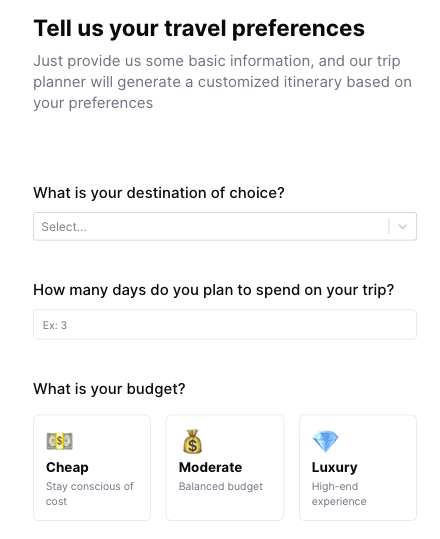 Tell us your travel preferences
Just provide us some basic information, and our trip
planner will generate a customized itinerary based on
your preferences
What is your destination of choice?
Select...
How many days do you plan to spend on your trip?
Ex: 3
What is your budget?
Cheap
Stay conscious of
cost
Moderate
Balanced budget
Luxury
High-end
experience